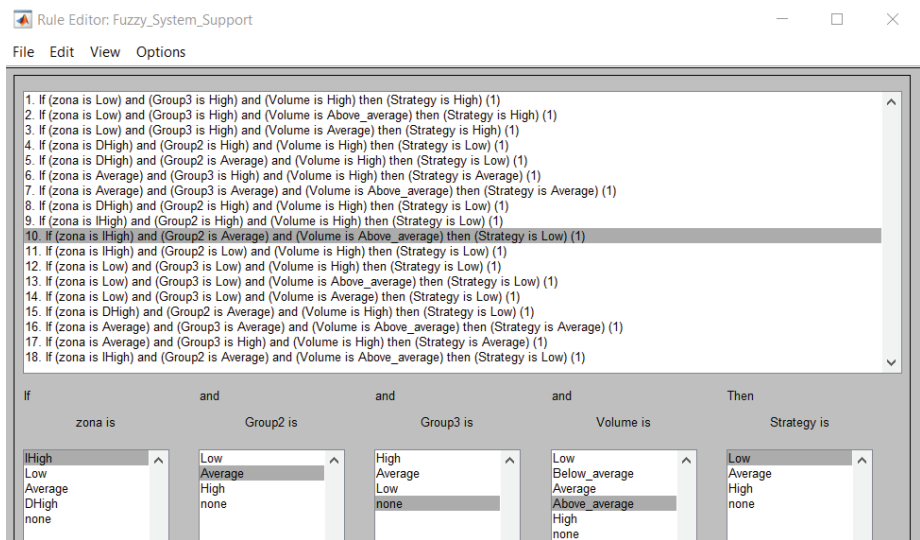 Rule Editor: Fuzzy_System_Support
File Edit View Options
1. If (zona is Low) and (Group3 is High) and (Volume is High) then (Strategy is High) (1)
2. If (zona is Low) and (Group3 is High) and (Volume is Above_average) then (Strategy is High) (1)
3. If (zona is Low) and (Group3 is High) and (Volume is Average) then (Strategy is High) (1)
4. If (zona is DHigh) and (Group2 is High) and (Volume is High) then (Strategy is Low) (1)
5. If (zona is DHigh) and (Group2 is Average) and (Volume is High) then (Strategy is Low) (1)
6. If (zona is Average) and (Group3 is High) and (Volume is High) then (Strategy is Average) (1)
7. If (zona is Average) and (Group3 is Average) and (Volume is Above_average) then (Strategy is Average) (1)
8. If (zona is DHigh) and (Group2 is High) and (Volume is High) then (Strategy is Low) (1)
9. If (zona is IHigh) and (Group2 is High) and (Volume is High) then (Strategy is Low) (1)
10. If (zona is IHigh) and (Group2 is Average) and (Volume is Above_average) then (Strategy is Low) (1)
11. If (zona is IHigh) and (Group2 is Low) and (Volume is High) then (Strategy is Low) (1)
12. If (zona is Low) and (Group3 is Low) and (Volume is High) then (Strategy is Low) (1)
13. If (zona is Low) and (Group3 is Low) and (Volume is Above_average) then (Strategy is Low) (1)
14. If (zona is Low) and (Group3 is Low) and (Volume is Average) then (Strategy is Low) (1)
15. If (zona is DHigh) and (Group2 is Average) and (Volume is High) then (Strategy is Low) (1)
16. If (zona is Average) and (Group3 is Average) and (Volume is Above_average) then (Strategy is Average) (1)
17. If (zona is Average) and (Group3 is High) and (Volume is High) then (Strategy is Average) (1)
18. If (zona is IHigh) and (Group2 is Average) and (Volume is Above_average) then (Strategy is Low) (1)
If and and and Then
zona is Group2 is Group3 is Volume is Strategy is
IHigh Low High Low Low
Low Average Average Below_average Average
Average High Low Average High
DHigh none none Above_average none
none High
none